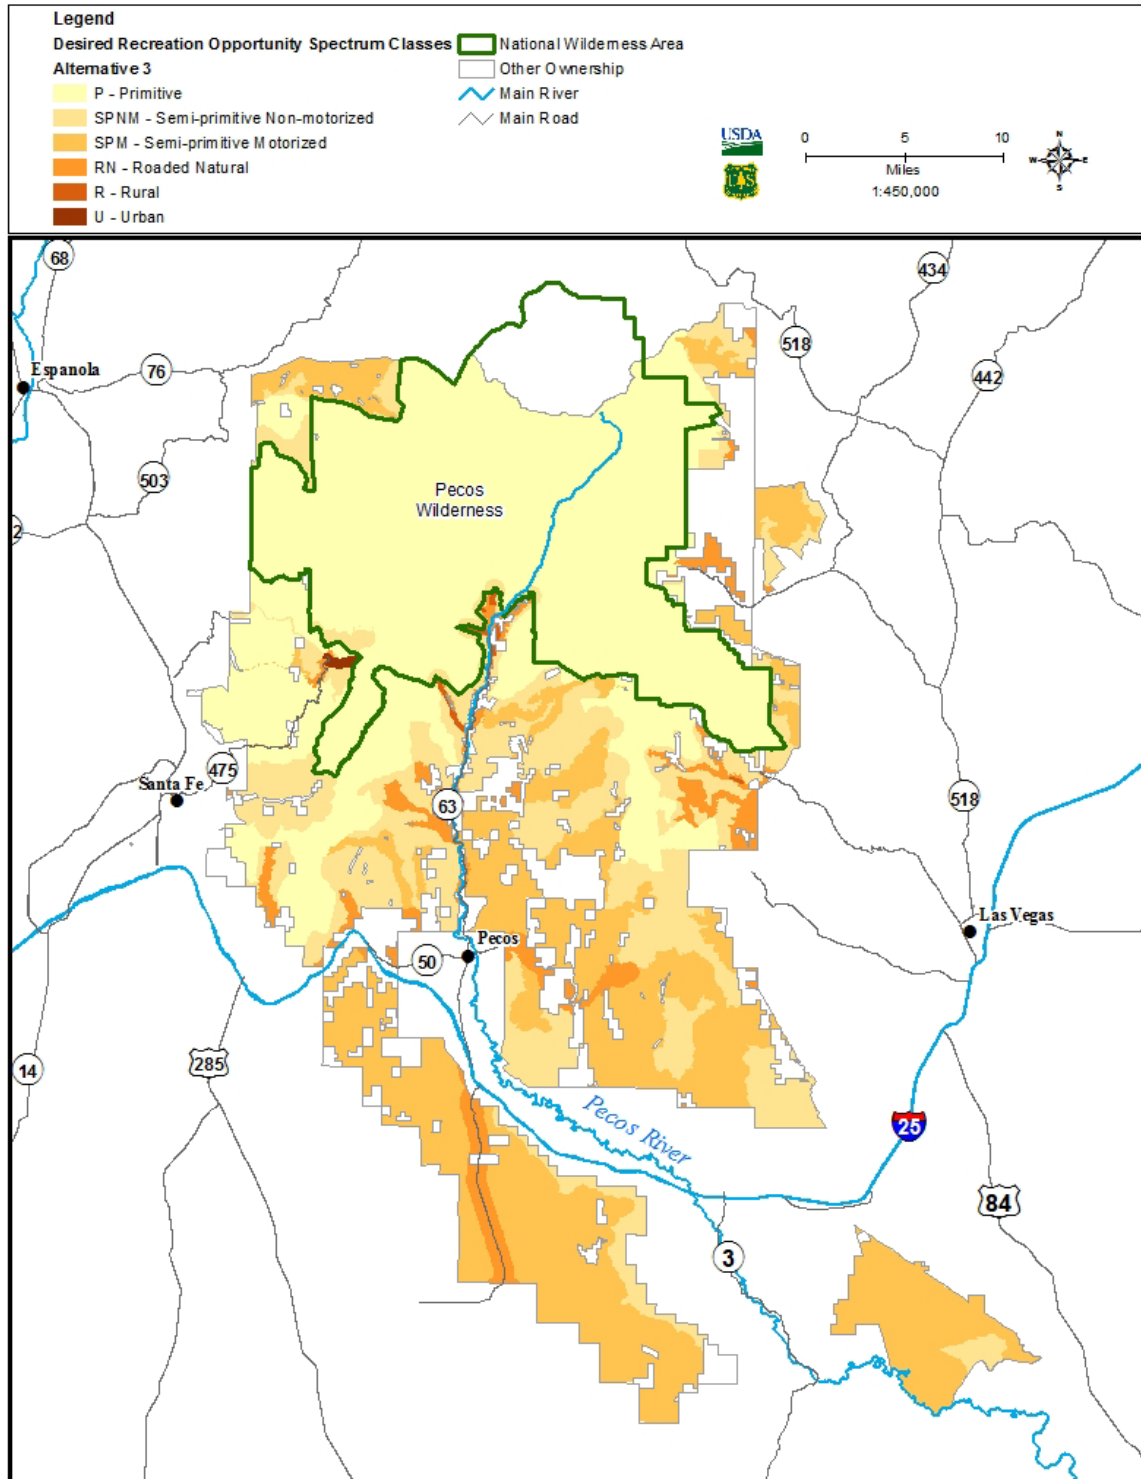 Legend
Desired Recreation Opportunity Spectrum Classes
Alternative 3
P - Primitive
SPNM - Semi-primitive Non-motorized
SPM - Semi-primitive Motorized
RN - Roaded Natural
R - Rural
U - Urban
National Wilderness Area
Other Ownership
Main River
Main Road
USDA
U S
0 5 10
Miles
1:450,000
N
W E
S
68
434
518
Espanola
76
442
503
Pecos
Wilderness
2
475
Santa Fe
63
518
Las Vegas
Pecos
50
285
14
Pecos River
25
84
3